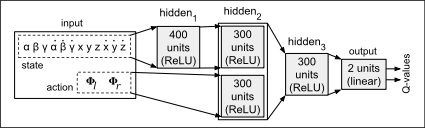 input
hidden₁
hidden₂
hidden₃
output
α β γ α̇ β̇ γ̇ x y z ẋ ẏ ż
state
action
Φₗ Φᵣ
400
units
(ReLU)
300
units
(ReLU)
300
units
(ReLU)
300
units
(ReLU)
2 units
(linear)
Q-values